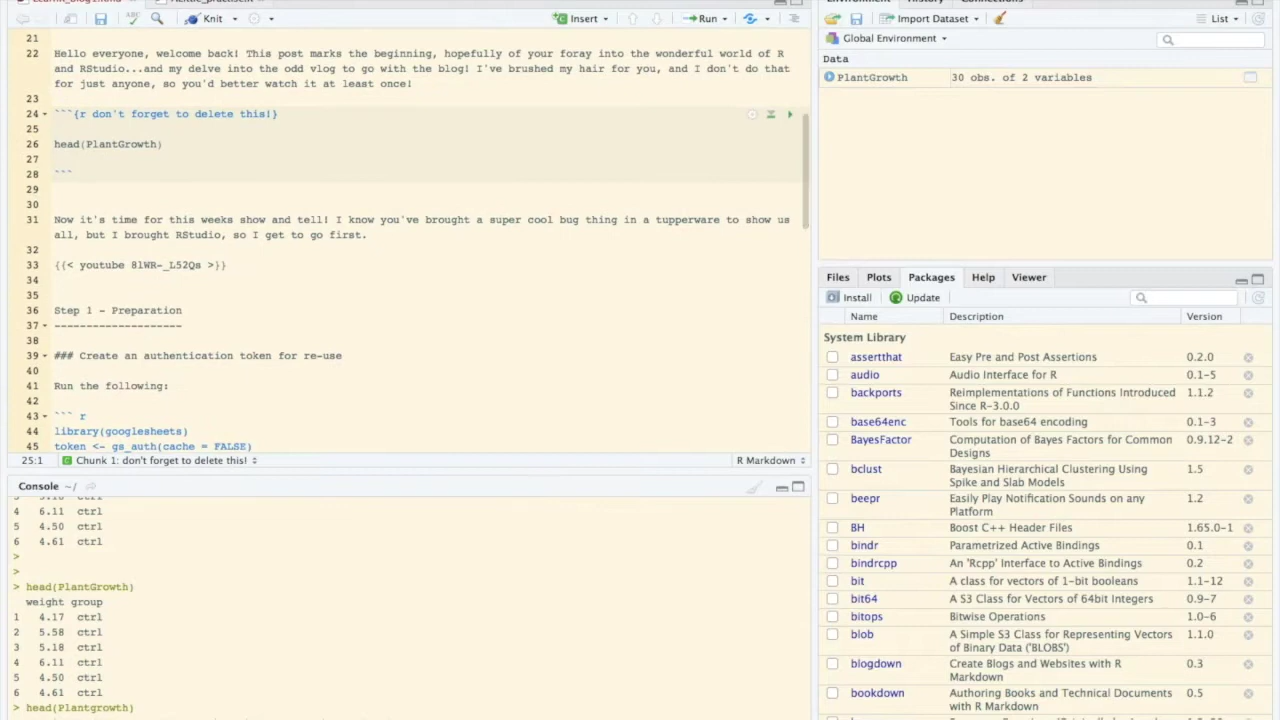 Knit
Insert
Run
21
22 Hello everyone, welcome back! This post marks the beginning, hopefully of your foray into the wonderful world of R
and RStudio...and my delve into the odd vlog to go with the blog! I've brushed my hair for you, and I don't do that
for just anyone, so you'd better watch it at least once!
23
24 ```{r don't forget to delete this!}
25
26 head(PlantGrowth)
27
28 ```
29
30
31 Now it's time for this weeks show and tell! I know you've brought a super cool bug thing in a tupperware to show us
all, but I brought RStudio, so I get to go first.
32
33 {{< youtube 8lWR-_L52Qs >}}
34
35
36 Step 1 - Preparation
37 --------------------
38
39 ### Create an authentication token for re-use
40
41 Run the following:
42
43 ``` r
44 library(googlesheets)
45 token <- gs_auth(cache = FALSE)
25:1 Chunk 1: don't forget to delete this! R Markdown
Console ~/
4 6.11 ctrl
5 4.50 ctrl
6 4.61 ctrl
>
>
> head(PlantGrowth)
weight group
1 4.17 ctrl
2 5.58 ctrl
3 5.18 ctrl
4 6.11 ctrl
5 4.50 ctrl
6 4.61 ctrl
> head(Plantgrowth)
Import Dataset List
Global Environment
Data
PlantGrowth 30 obs. of 2 variables
Files Plots Packages Help Viewer
Install Update
Name Description Version
System Library
assertthat Easy Pre and Post Assertions 0.2.0
audio Audio Interface for R 0.1-5
backports Reimplementations of Functions Introduced 1.1.2
Since R-3.0.0
base64enc Tools for base64 encoding 0.1-3
BayesFactor Computation of Bayes Factors for Common 0.9.12-2
Designs
bclust Bayesian Hierarchical Clustering Using 1.5
Spike and Slab Models
beepr Easily Play Notification Sounds on any 1.2
Platform
BH Boost C++ Header Files 1.65.0-1
bindr Parametrized Active Bindings 0.1
bindrcpp An 'Rcpp' Interface to Active Bindings 0.2
bit A class for vectors of 1-bit booleans 1.1-12
bit64 A S3 Class for Vectors of 64bit Integers 0.9-7
bitops Bitwise Operations 1.0-6
blob A Simple S3 Class for Representing Vectors 1.1.0
of Binary Data ('BLOBS')
blogdown Create Blogs and Websites with R 0.3
Markdown
bookdown Authoring Books and Technical Documents 0.5
with R Markdown